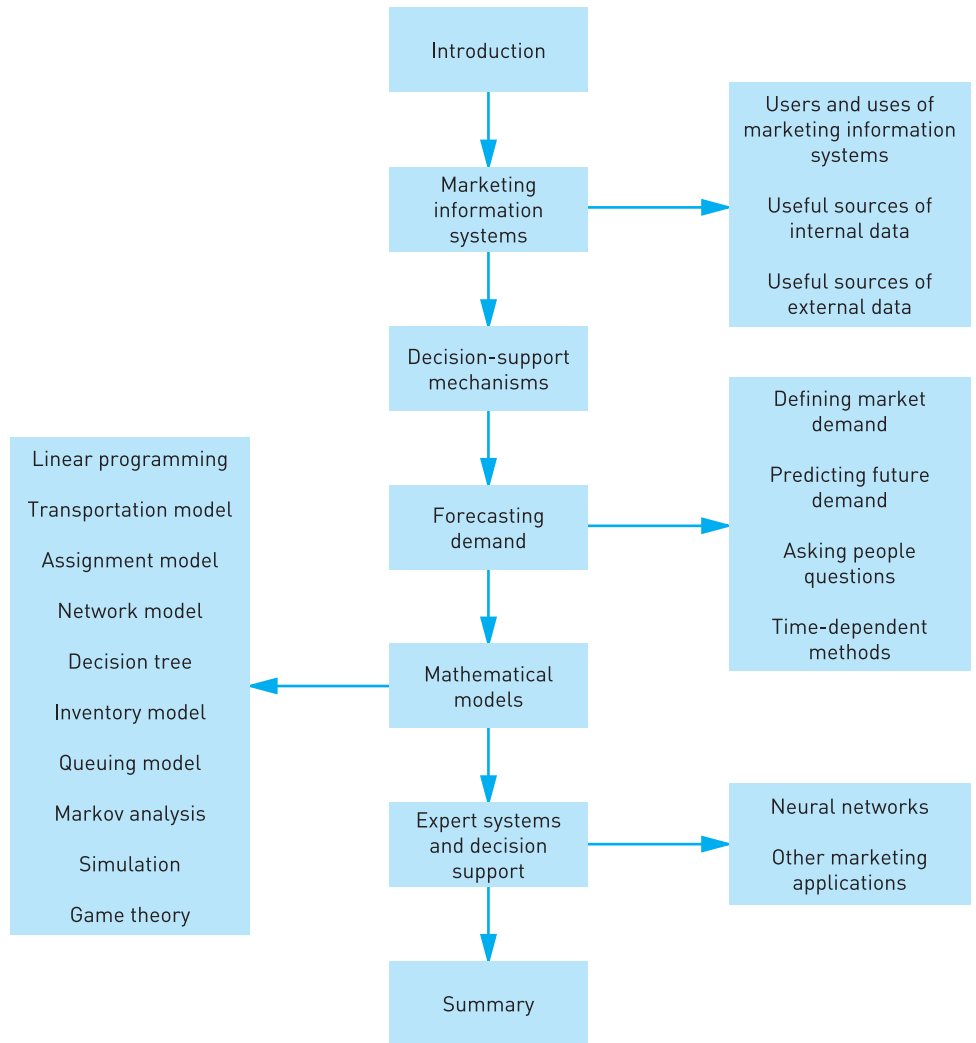 Introduction
Users and uses of
marketing information
systems
Useful sources of
internal data
Useful sources of
external data
Marketing
information
systems
Decision-support
mechanisms
Defining market
demand
Predicting future
demand
Asking people
questions
Time-dependent
methods
Forecasting
demand
Linear programming
Transportation model
Assignment model
Network model
Decision tree
Inventory model
Queuing model
Markov analysis
Simulation
Game theory
Mathematical
models
Expert systems
and decision
support
Neural networks
Other marketing
applications
Summary